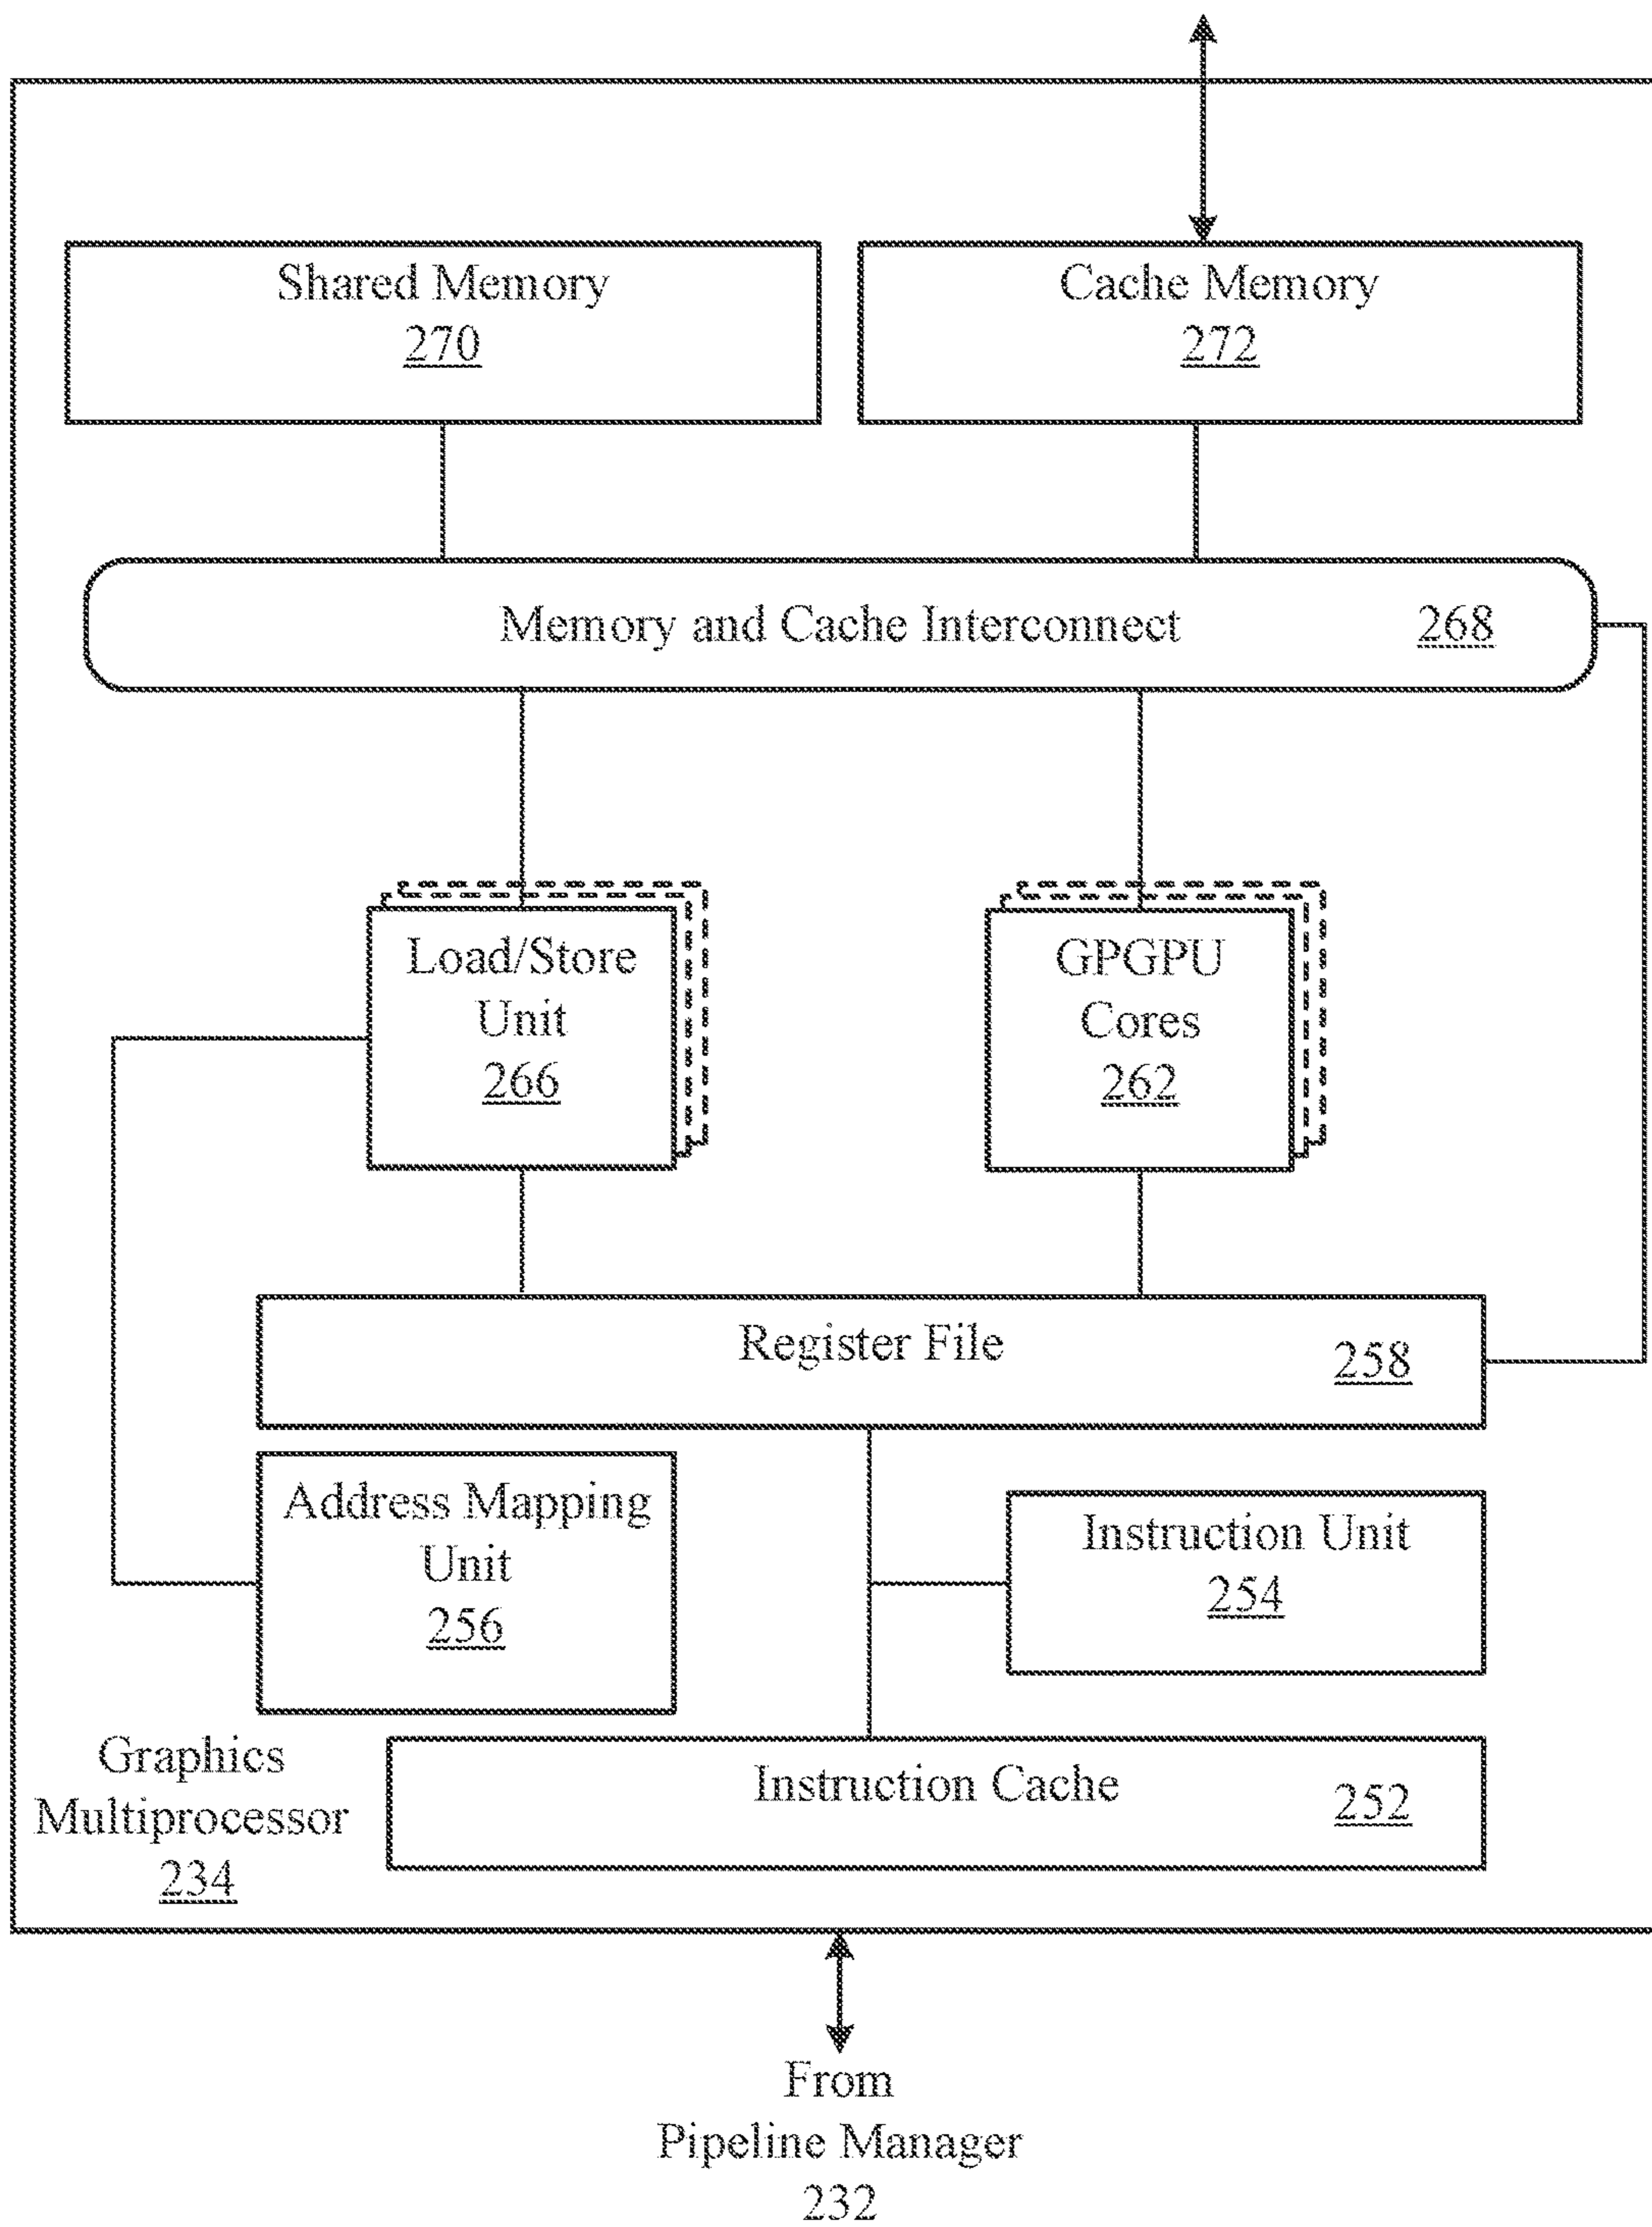 Shared Memory
270
Cache Memory
272
Memory and Cache Interconnect 268
Load/Store
Unit
266
GPGPU
Cores
262
Register File 258
Address Mapping
Unit
256
Instruction Unit
254
Graphics
Multiprocessor
234
Instruction Cache 252
From
Pipeline Manager
232